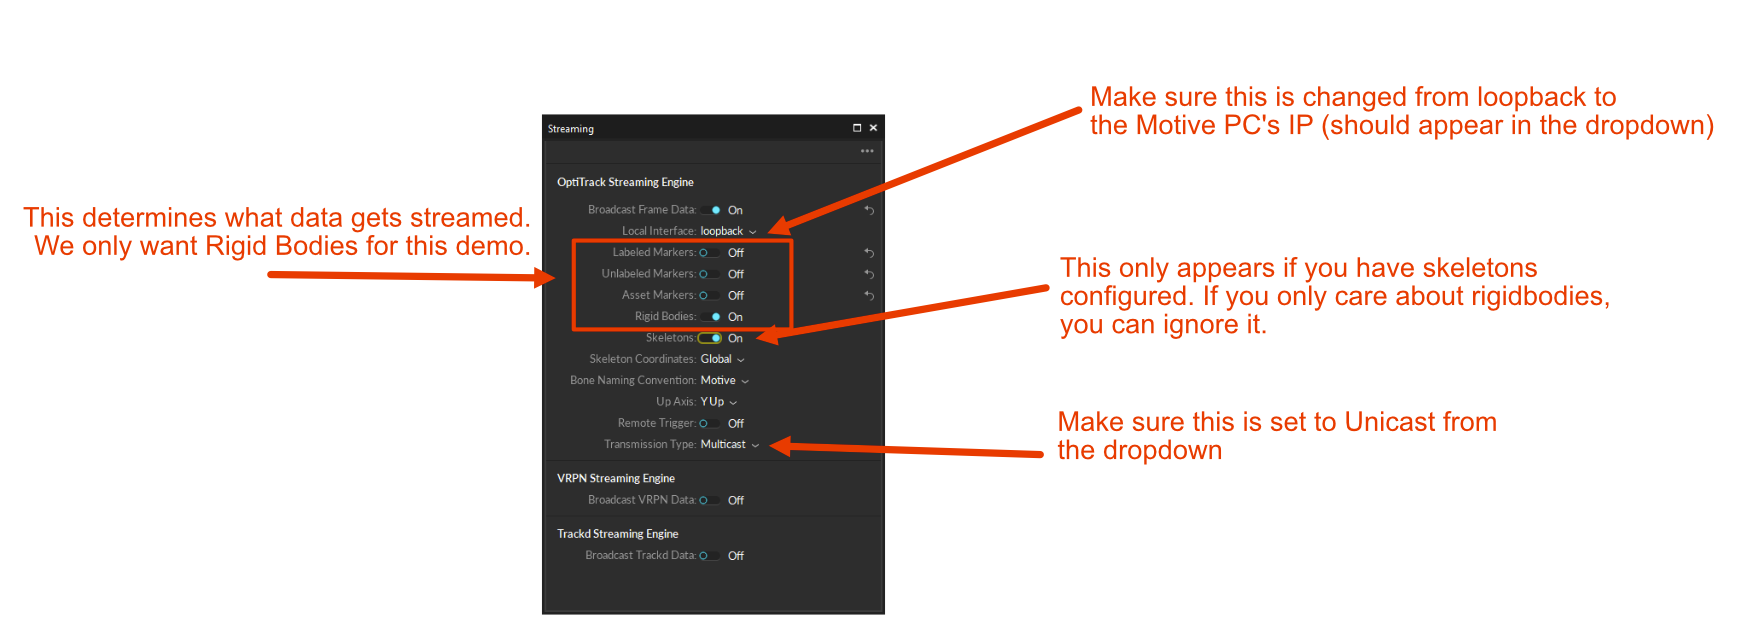 Make sure this is changed from loopback to
the Motive PC's IP (should appear in the dropdown)
This determines what data gets streamed.
We only want Rigid Bodies for this demo.
This only appears if you have skeletons
configured. If you only care about rigidbodies,
you can ignore it.
Make sure this is set to Unicast from
the dropdown
Streaming
OptiTrack Streaming Engine
Broadcast Frame Data: On
Local Interface: loopback
Labeled Markers: Off
Unlabeled Markers: Off
Asset Markers: Off
Rigid Bodies: On
Skeletons: On
Skeleton Coordinates: Global
Bone Naming Convention: Motive
Up Axis: Y Up
Remote Trigger: Off
Transmission Type: Multicast
VRPN Streaming Engine
Broadcast VRPN Data: Off
Trackd Streaming Engine
Broadcast Trackd Data: Off